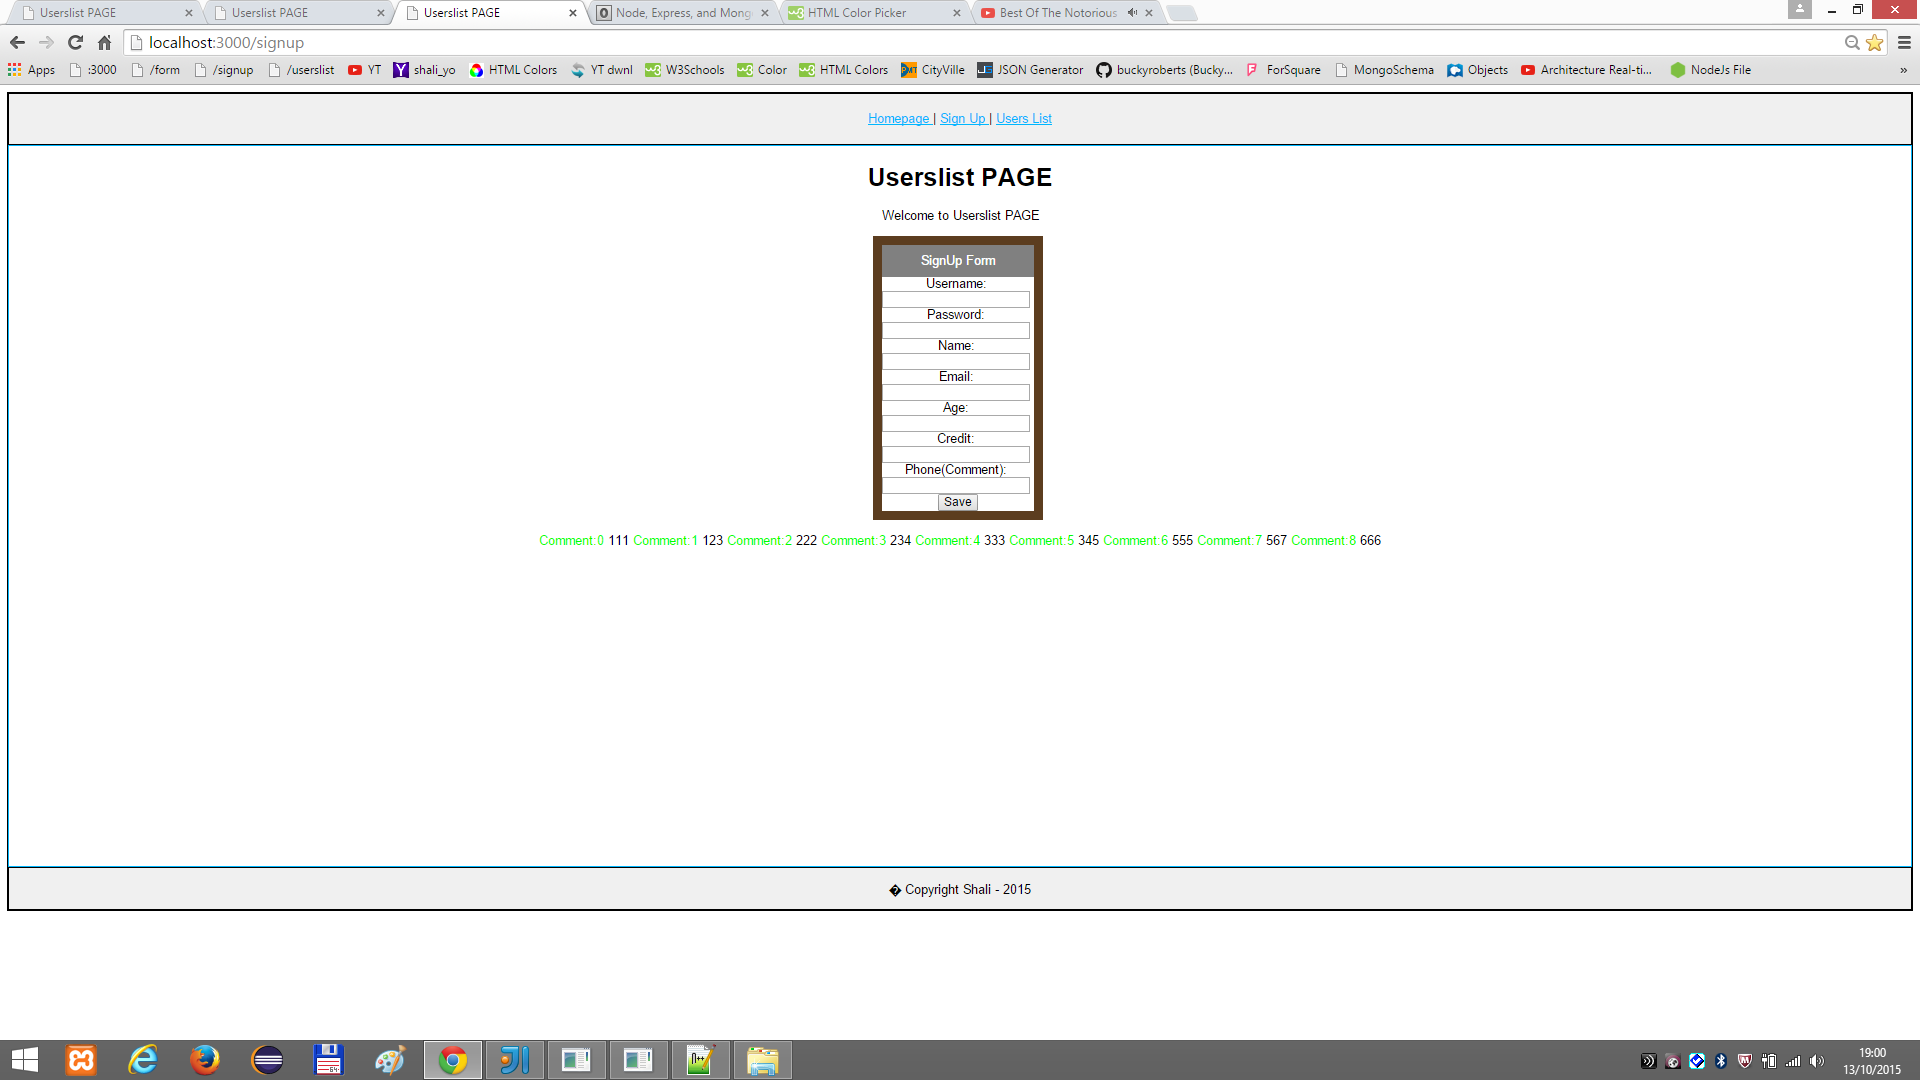 Userslist PAGE
Userslist PAGE
Userslist PAGE
Node, Express, and Mong
HTML Color Picker
Best Of The Notorious
localhost:3000/signup
Apps :3000 /form /signup /userslist YT shali_yo HTML Colors YT dwnl W3Schools Color HTML Colors CityVille JSON Generator buckyroberts (Bucky... ForSquare MongoSchema Objects Architecture Real-ti... NodeJs File »
Homepage | Sign Up | Users List
Userslist PAGE
Welcome to Userslist PAGE
SignUp Form
Username:
Password:
Name:
Email:
Age:
Credit:
Phone(Comment):
Save
Comment:0 111 Comment:1 123 Comment:2 222 Comment:3 234 Comment:4 333 Comment:5 345 Comment:6 555 Comment:7 567 Comment:8 666
� Copyright Shali - 2015
19:00
13/10/2015